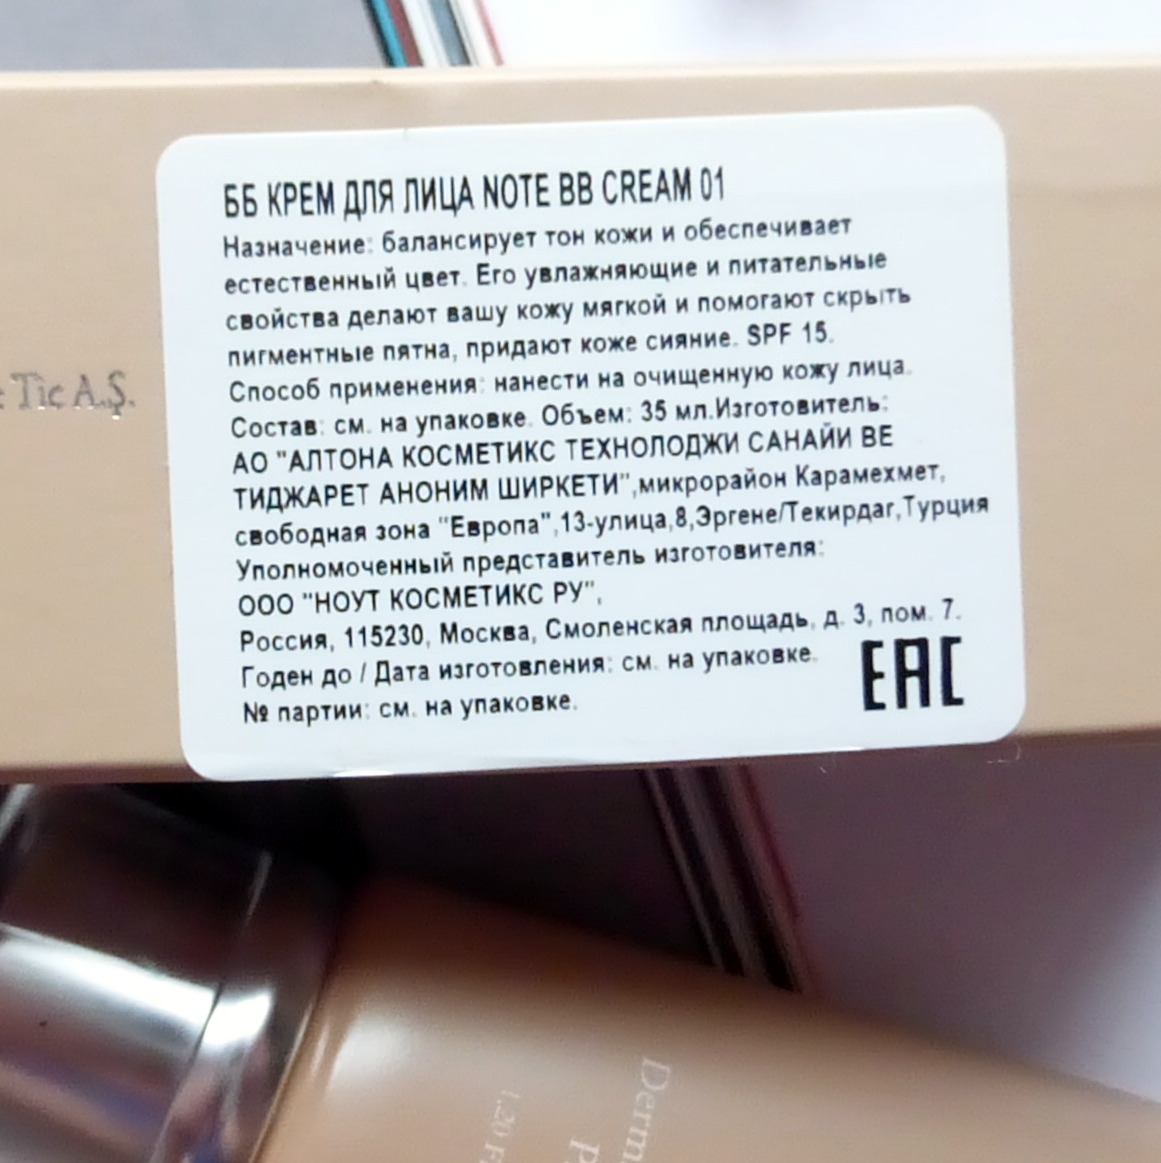 ББ КРЕМ ДЛЯ ЛИЦА NOTE BB CREAM 01
Назначение: балансирует тон кожи и обеспечивает
естественный цвет. Его увлажняющие и питательные
свойства делают вашу кожу мягкой и помогают скрыть
пигментные пятна, придают коже сияние. SPF 15.
Способ применения: нанести на очищенную кожу лица.
Состав: см. на упаковке. Объем: 35 мл.Изготовитель:
АО "АЛТОНА КОСМЕТИКС ТЕХНОЛОДЖИ САНАЙИ ВЕ
ТИДЖАРЕТ АНОНИМ ШИРКЕТИ",микрорайон Карамехмет,
свободная зона "Европа",13-улица,8,Эргене/Текирдаг,Турция
Уполномоченный представитель изготовителя:
ООО "НОУТ КОСМЕТИКС РУ",
Россия, 115230, Москва, Смоленская площадь, д. 3, пом. 7.
Годен до / Дата изготовления: см. на упаковке.
№ партии: см. на упаковке.
EAC
Tic A.Ş.
Derm
1.20 F